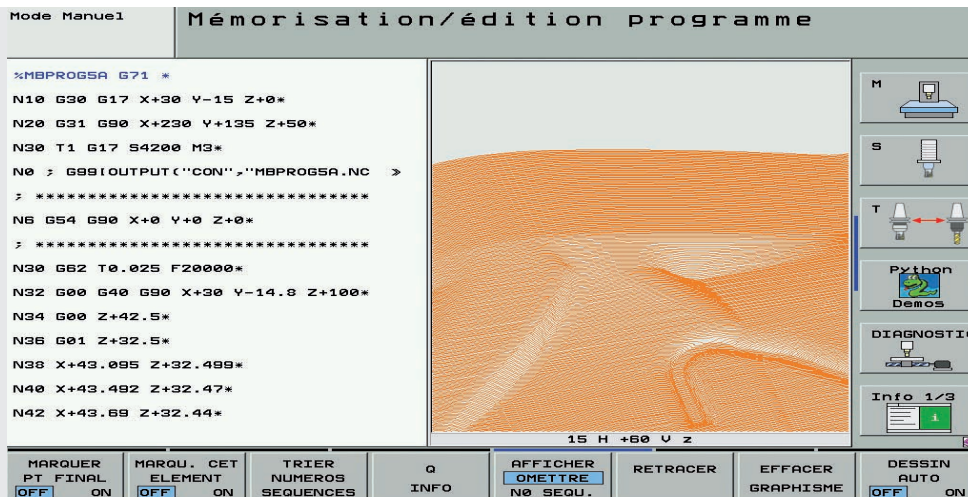 Mode Manuel
Mémorisation/édition programme
%MBPROG5A G71 *
N10 G30 G17 X+30 Y-15 Z+0*
N20 G31 G90 X+230 Y+135 Z+50*
N30 T1 G17 S4200 M3*
N0 ; G99!OUTPUT("CON","MBPROG5A.NC »
; ********************************
N6 G54 G90 X+0 Y+0 Z+0*
; ********************************
N30 G62 T0.025 F20000*
N32 G00 G40 G90 X+30 Y-14.8 Z+100*
N34 G00 Z+42.5*
N36 G01 Z+32.5*
N38 X+43.095 Z+32.499*
N40 X+43.492 Z+32.47*
N42 X+43.69 Z+32.44*
15 H +60 V z
M
S
T
Python
Demos
DIAGNOSTI
Info 1/3
i
MARQUER
PT FINAL
OFF ON
MARQU. CET
ELEMENT
OFF ON
TRIER
NUMEROS
SEQUENCES
Q
INFO
AFFICHER
OMETTRE
NØ SEQU.
RETRACER
EFFACER
GRAPHISME
DESSIN
AUTO
OFF ON